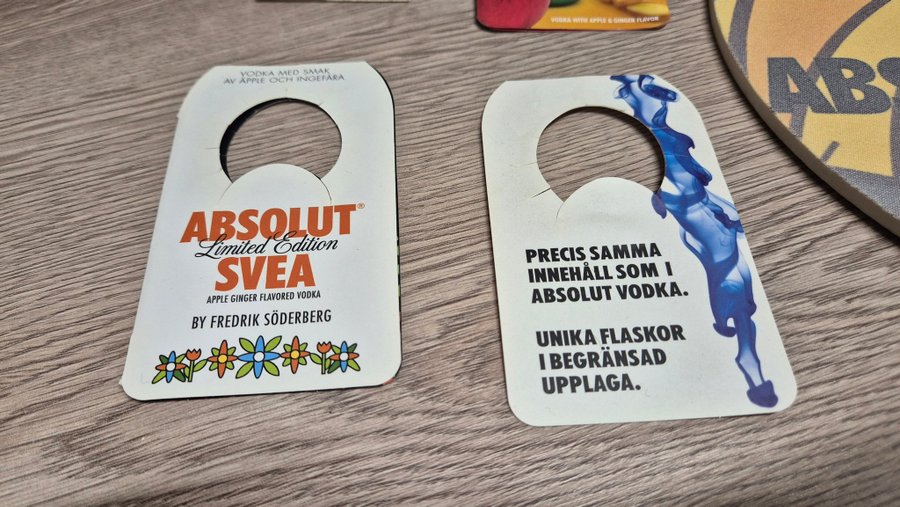 VODKA WITH APPLE & GINGER FLAVOR
VODKA MED SMAK
AV ÄPPLE OCH INGEFÄRA
ABSOLUT®
Limited Edition
SVEA
APPLE GINGER FLAVORED VODKA
BY FREDRIK SÖDERBERG
PRECIS SAMMA
INNEHÅLL SOM I
ABSOLUT VODKA.
UNIKA FLASKOR
I BEGRÄNSAD
UPPLAGA.
ABS